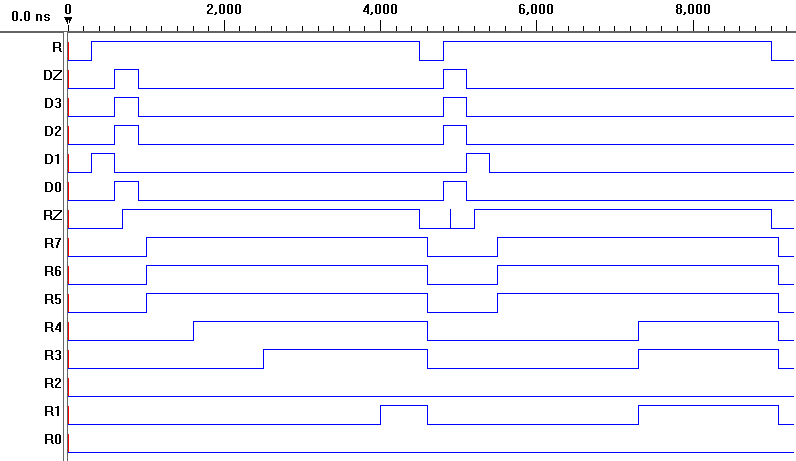 0.0 ns 0 2,000 4,000 6,000 8,000
R
DZ
D3
D2
D1
D0
RZ
R7
R6
R5
R4
R3
R2
R1
R0